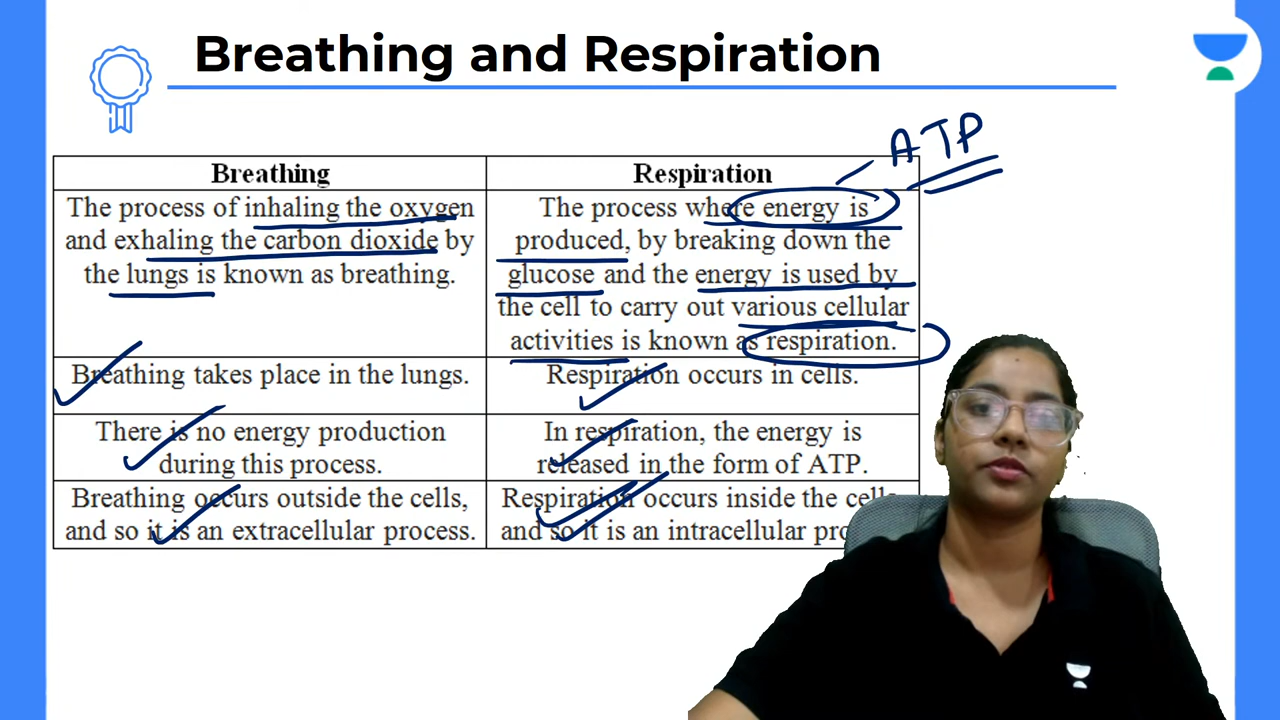 Breathing and Respiration
ATP
Breathing
Respiration
The process of inhaling the oxygen
and exhaling the carbon dioxide by
the lungs is known as breathing.
The process where energy is
produced, by breaking down the
glucose and the energy is used by
the cell to carry out various cellular
activities is known as respiration.
Breathing takes place in the lungs.
Respiration occurs in cells.
There is no energy production
during this process.
In respiration, the energy is
released in the form of ATP.
Breathing occurs outside the cells,
and so it is an extracellular process.
Respiration occurs inside the
and so it is an intracellular